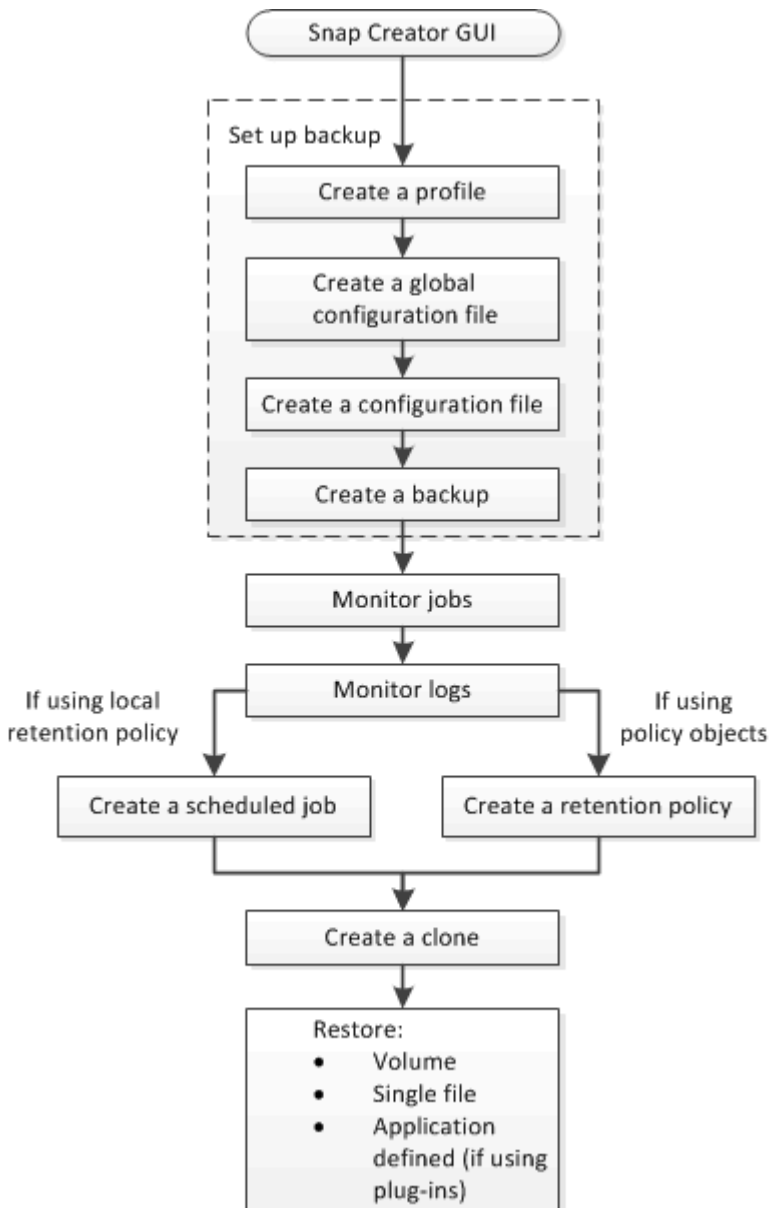 Snap Creator GUI
Set up backup
Create a profile
Create a global
configuration file
Create a configuration file
Create a backup
Monitor jobs
Monitor logs
If using local
retention policy
If using
policy objects
Create a scheduled job
Create a retention policy
Create a clone
Restore:
• Volume
• Single file
• Application
defined (if using
plug-ins)